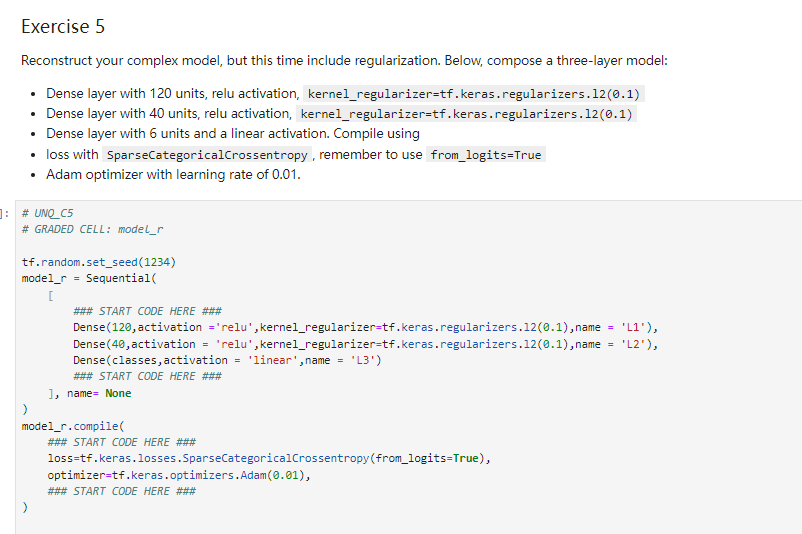 Exercise 5
Reconstruct your complex model, but this time include regularization. Below, compose a three-layer model:
• Dense layer with 120 units, relu activation, kernel_regularizer=tf.keras.regularizers.l2(0.1)
• Dense layer with 40 units, relu activation, kernel_regularizer=tf.keras.regularizers.l2(0.1)
• Dense layer with 6 units and a linear activation. Compile using
• loss with SparseCategoricalCrossentropy, remember to use from_logits=True
• Adam optimizer with learning rate of 0.01.
]: # UNQ_C5
# GRADED CELL: model_r
tf.random.set_seed(1234)
model_r = Sequential(
[
### START CODE HERE ###
Dense(120,activation ='relu',kernel_regularizer=tf.keras.regularizers.l2(0.1),name = 'L1'),
Dense(40,activation = 'relu',kernel_regularizer=tf.keras.regularizers.l2(0.1),name = 'L2'),
Dense(classes,activation = 'linear',name = 'L3')
### START CODE HERE ###
], name= None
)
model_r.compile(
### START CODE HERE ###
loss=tf.keras.losses.SparseCategoricalCrossentropy(from_logits=True),
optimizer=tf.keras.optimizers.Adam(0.01),
### START CODE HERE ###
)